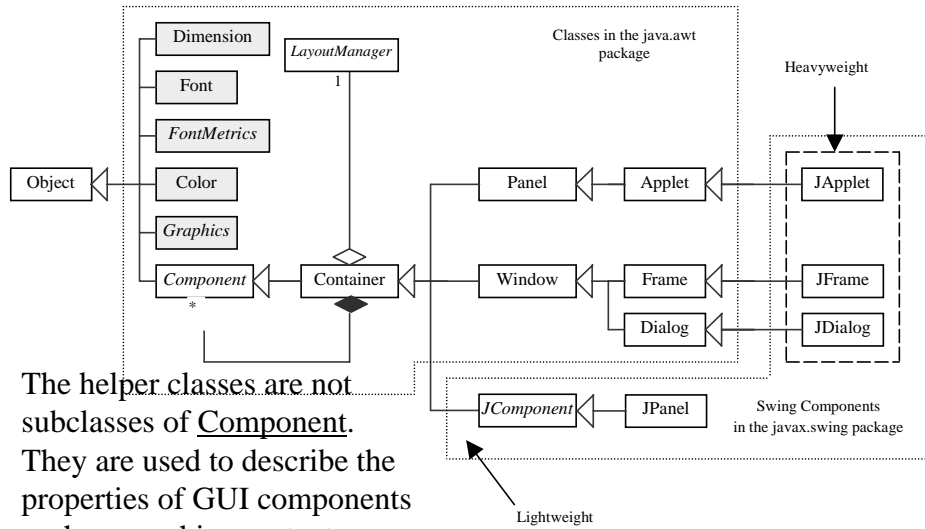 Dimension
Font
FontMetrics
Color
Graphics
Component
*
Object
LayoutManager
1
Container
Classes in the java.awt
package
Heavyweight
Panel
Applet
JApplet
Window
Frame
JFrame
Dialog
JDialog
JComponent
JPanel
Swing Components
in the javax.swing package
Lightweight
The helper classes are not
subclasses of Component.
They are used to describe the
properties of GUI components